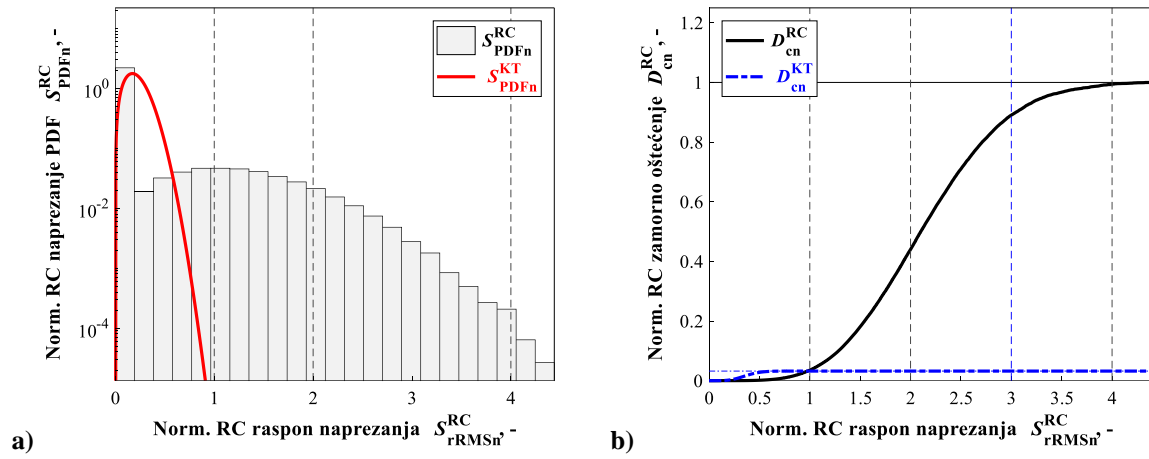 Norm. RC naprezanje PDF S^RC_PDFn, -
10^0
10^-2
10^-4
S^RC_PDFn
S^KT_PDFn
0 1 2 3 4
Norm. RC raspon naprezanja S^RC_rRMSn, -
a)
Norm. RC zamorno oštećenje D^RC_cn, -
1.2
1
0.8
0.6
0.4
0.2
0
D^RC_cn
D^KT_cn
0 0.5 1 1.5 2 2.5 3 3.5 4
Norm. RC raspon naprezanja S^RC_rRMSn, -
b)